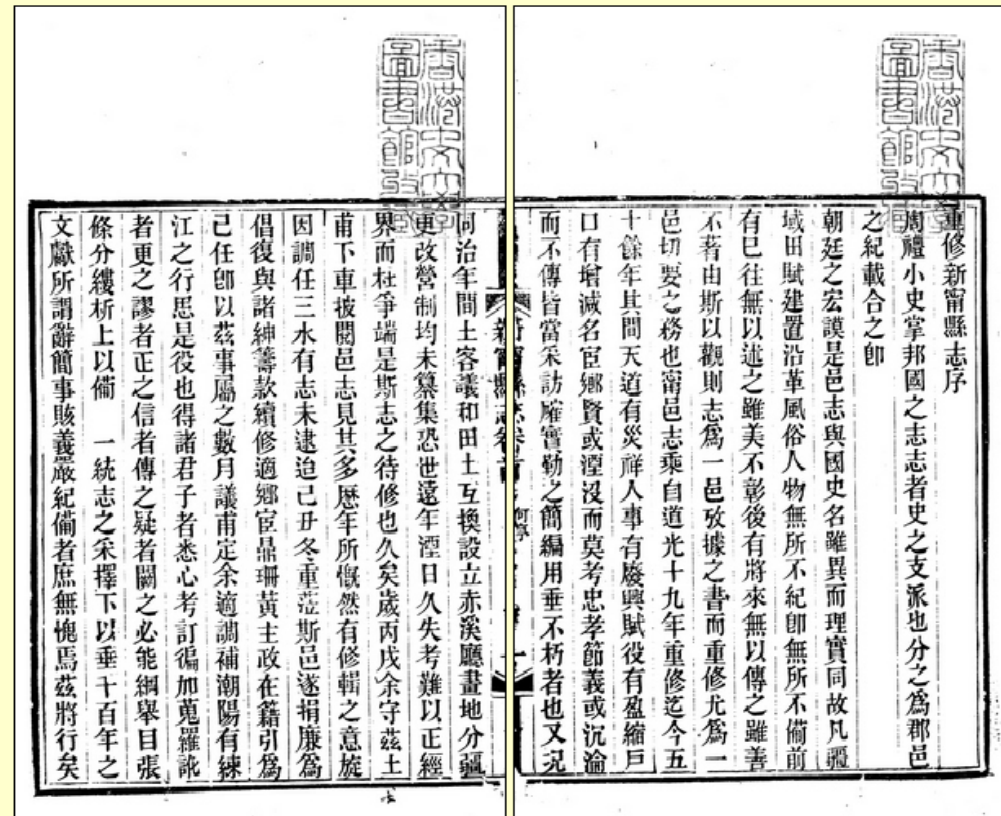 重修新甯縣志序
周禮小史掌邦國之志志者史之支派也分之爲郡邑
之紀載合之卽
朝廷之宏謨是邑志與國史名雖異而理實同故凡疆
域田賦建置沿革風俗人物無所不紀卽無所不備前
有巳往無以述之雖美不彰後有將來無以傳之雖善
不著由斯以觀則志爲一邑攷據之書而重修尤爲一
邑切要之務也甯邑志乘自道光十九年重修迄今五
十餘年其間天道有災祥人事有廢興賦役有盈縮戸
口有增減名宦鄉賢或湮沒而莫考忠孝節義或沉淪
而不傳皆當采訪確實勒之簡編用垂不朽者也又況
新甯縣志卷首
同治年間土客議和田土互換設立赤溪廳畫地分疆
更改營制均未纂集恐世遠年湮日久失考難以正經
界而杜爭端是斯志之待修也久矣歲丙戌余守茲土
甫下車披閱邑志見其多歷年所慨然有修輯之意旋
因調任三水有志未逮迨己丑冬重蒞斯邑遂捐廉爲
倡復與諸紳籌款續修適鄉宦鼎珊黃主政在籍引爲
己任卽以茲事屬之數月議甫定余適調補潮陽有練
江之行思是役也得諸君子者悉心考訂徧加蒐羅訛
者更之謬者正之信者傳之疑者闕之必能綱舉目張
條分縷析上以備 一統志之采擇下以垂千百年之
文獻所謂辭簡事賅義嚴紀備者庶無愧焉茲將行矣